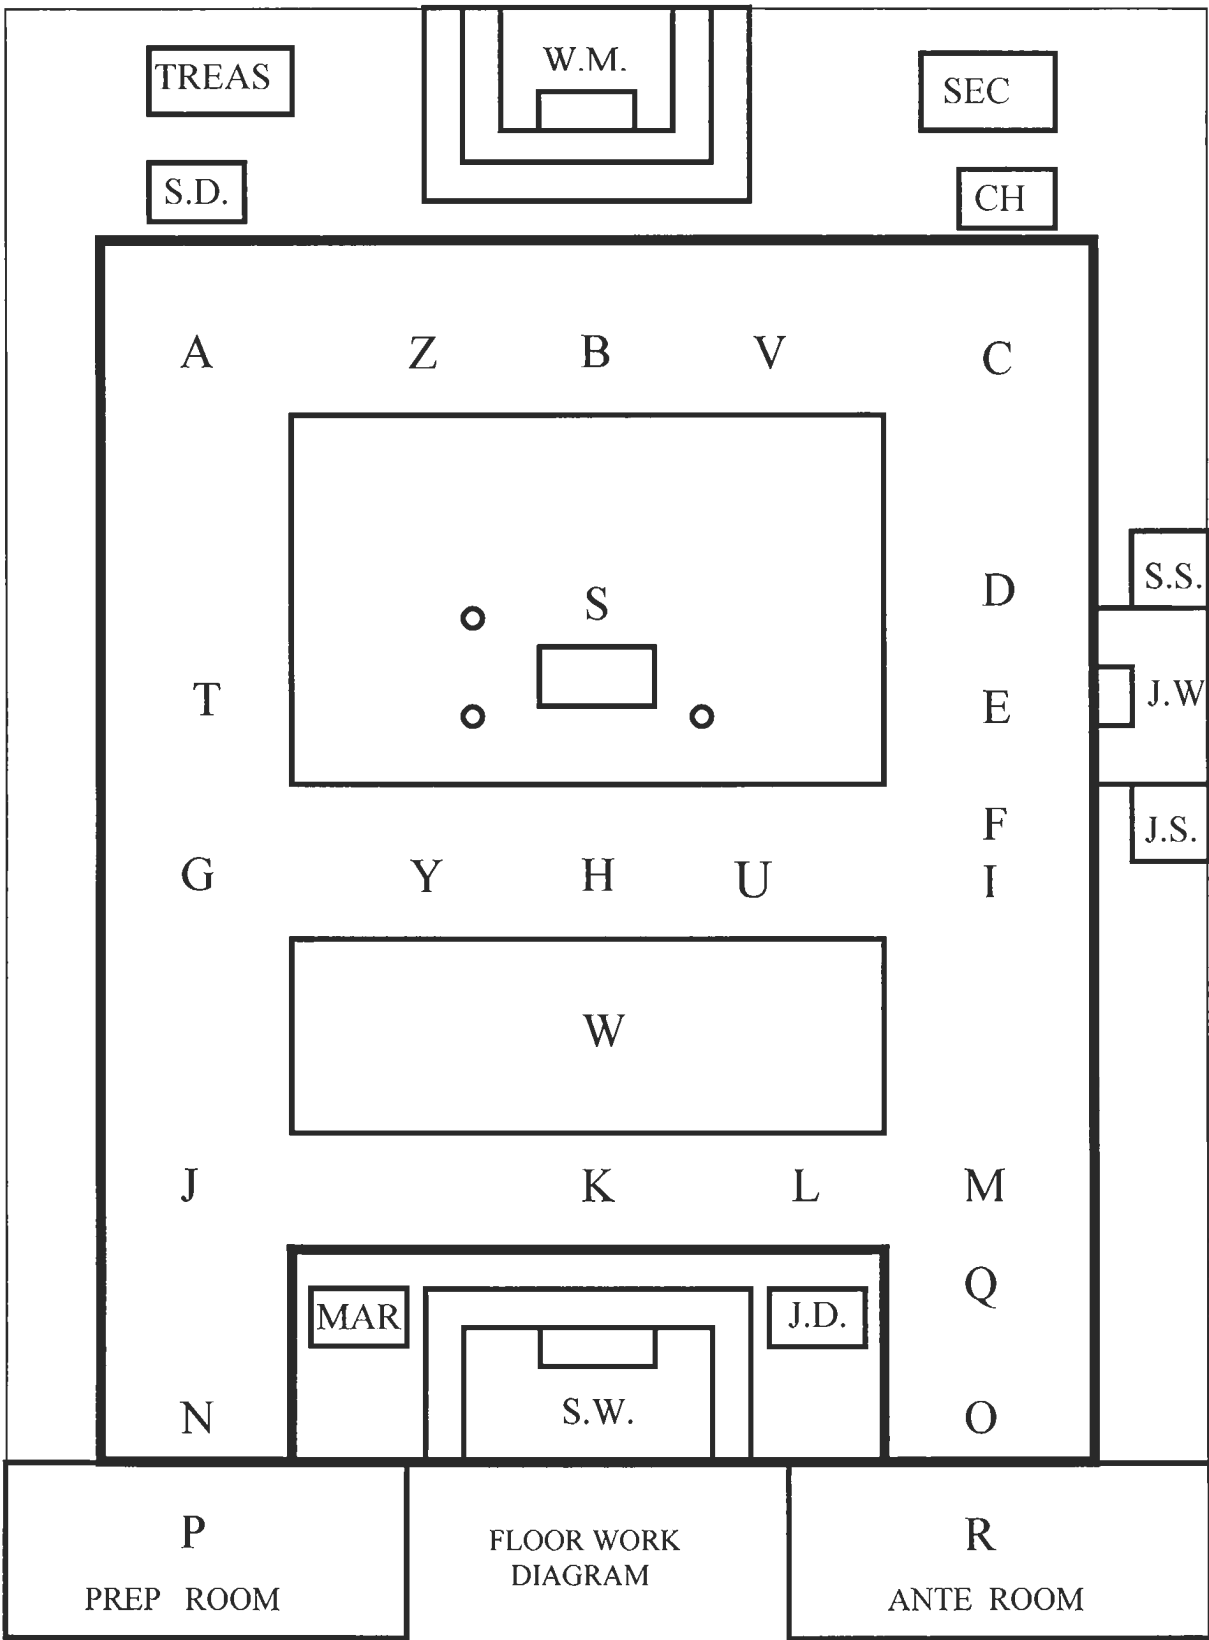 W.M.
TREAS
SEC
S.D.
CH
A Z B V C
S.S.
D
S
J.W
T
E
F
J.S.
G Y H U I
W
J K L M
Q
MAR
J.D.
S.W.
N
O
P
R
FLOOR WORK
DIAGRAM
PREP ROOM
ANTE ROOM